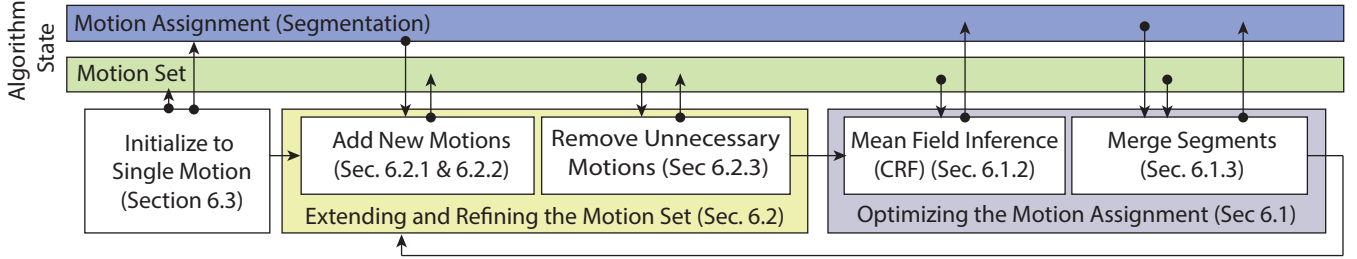 Algorithm
State
Motion Assignment (Segmentation)
Motion Set
Initialize to
Single Motion
(Section 6.3)
Add New Motions
(Sec. 6.2.1 & 6.2.2)
Remove Unnecessary
Motions (Sec 6.2.3)
Extending and Refining the Motion Set (Sec. 6.2)
Mean Field Inference
(CRF) (Sec. 6.1.2)
Merge Segments
(Sec. 6.1.3)
Optimizing the Motion Assignment (Sec 6.1)